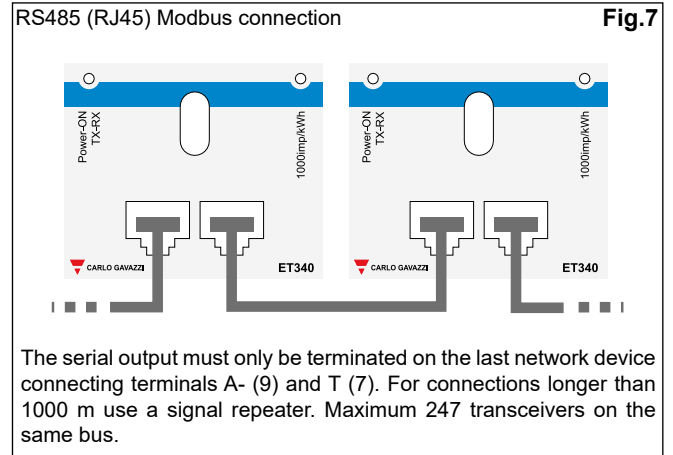 RS485 (RJ45) Modbus connection Fig.7
Power-ON
TX-RX
1000imp/kWh
Power-ON
TX-RX
1000imp/kWh
CARLO GAVAZZI
ET340
CARLO GAVAZZI
ET340
The serial output must only be terminated on the last network device
connecting terminals A- (9) and T (7). For connections longer than
1000 m use a signal repeater. Maximum 247 transceivers on the
same bus.